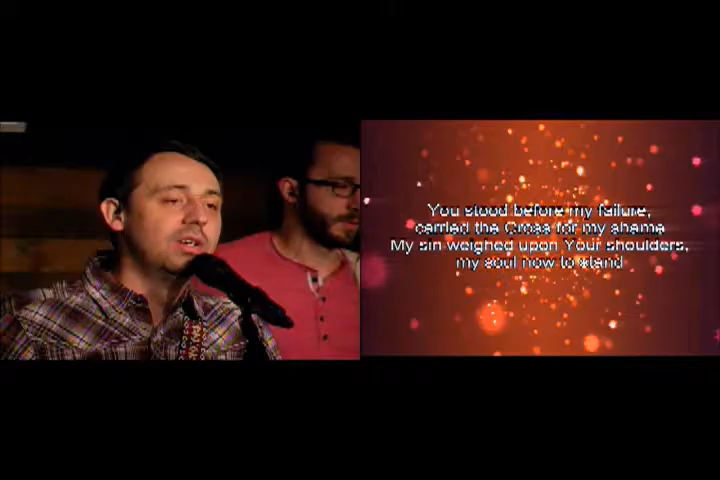 You stood before my failure,
carried the Cross for my shame
My sin weighed upon Your shoulders,
my soul now to stand